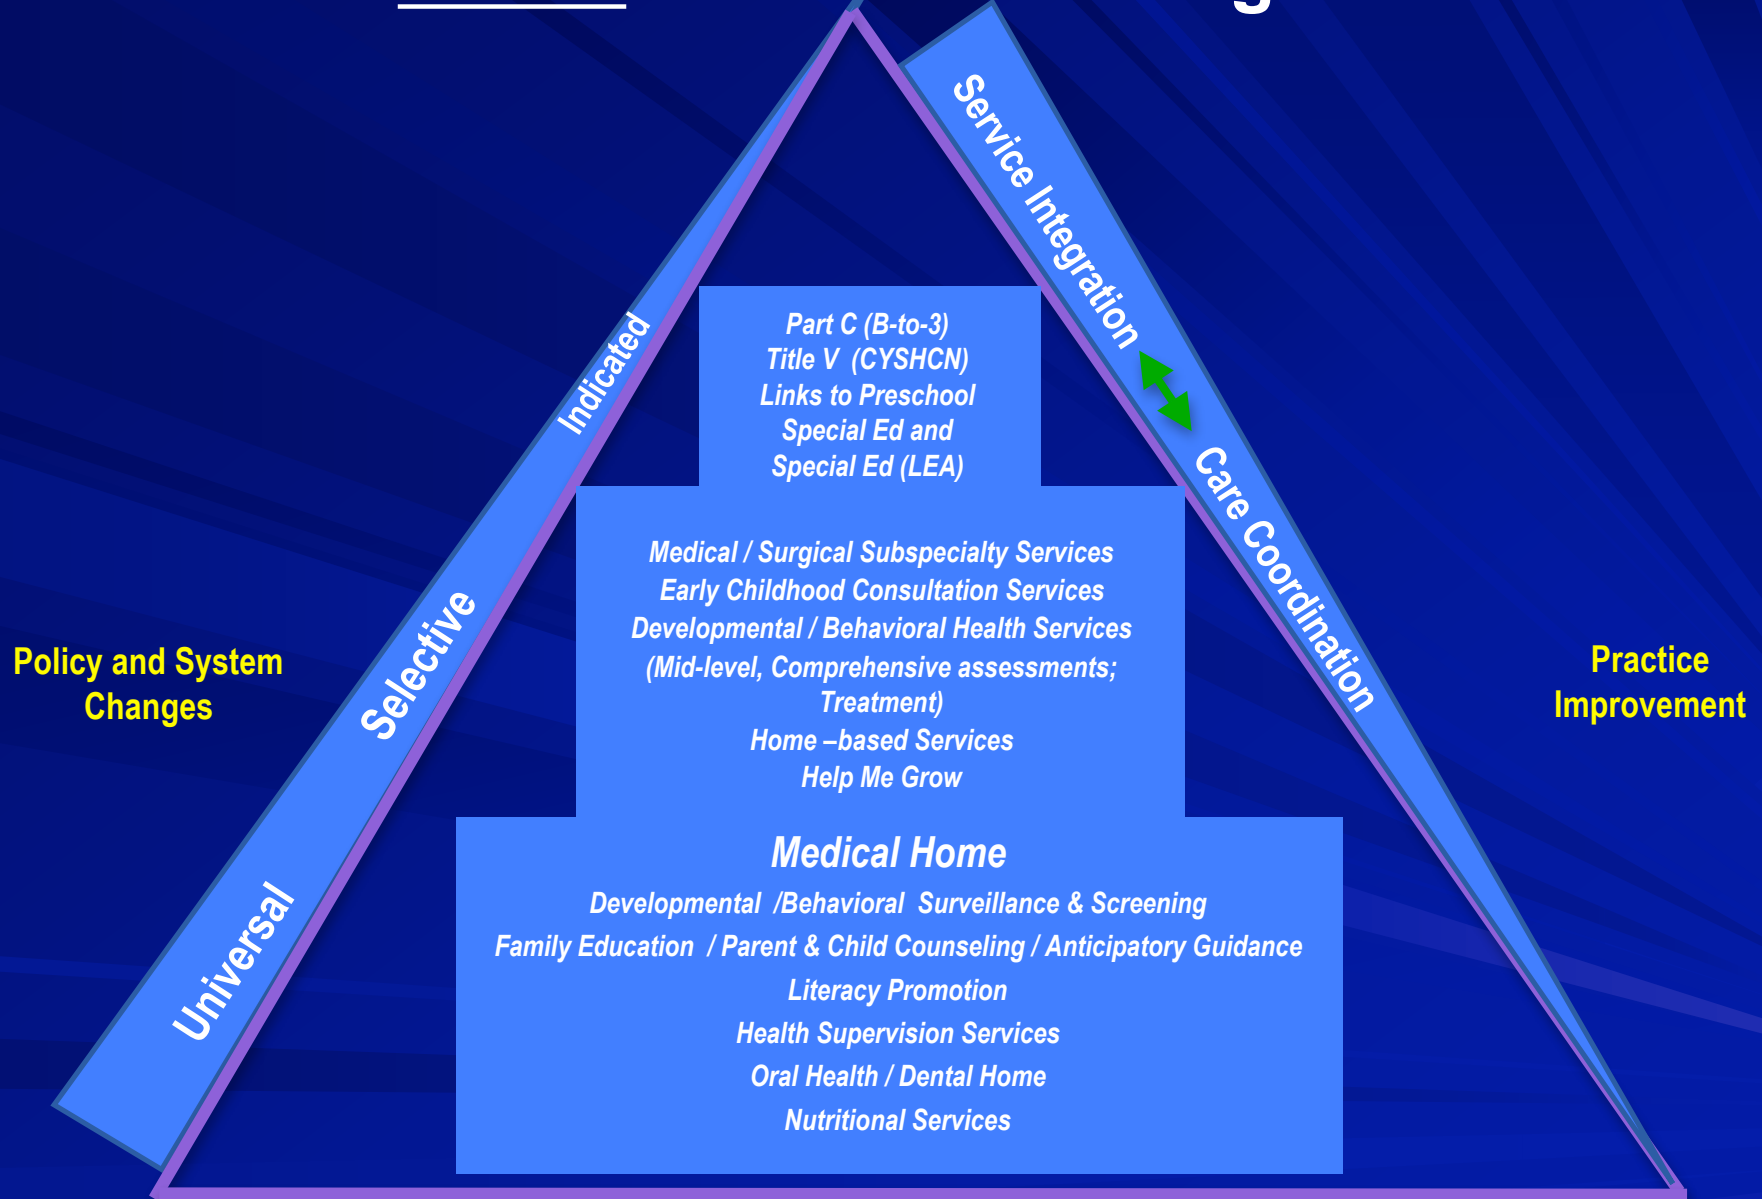 Service Integration
Indicated
Part C (B-to-3)
Title V (CYSHCN)
Links to Preschool
Special Ed and
Special Ed (LEA)
Care Coordination
Medical / Surgical Subspecialty Services
Early Childhood Consultation Services
Developmental / Behavioral Health Services
(Mid-level, Comprehensive assessments;
Treatment)
Home –based Services
Help Me Grow
Selective
Policy and System
Changes
Practice
Improvement
Universal
Medical Home
Developmental /Behavioral Surveillance & Screening
Family Education / Parent & Child Counseling / Anticipatory Guidance
Literacy Promotion
Health Supervision Services
Oral Health / Dental Home
Nutritional Services